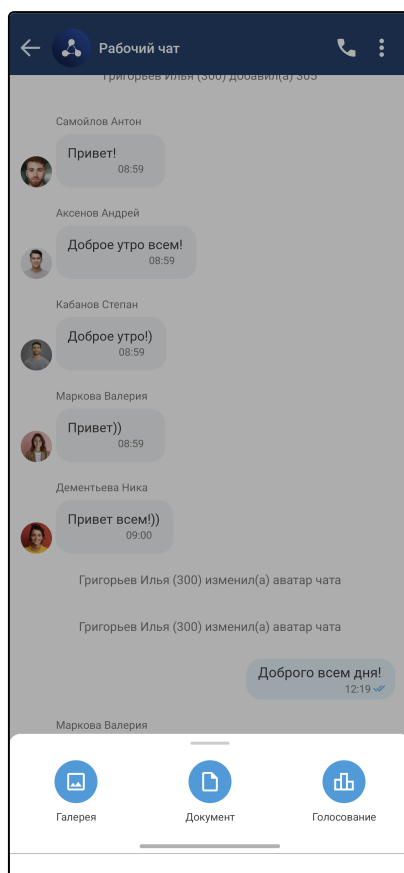 Рабочий чат
Григорьев Илья (300) добавил(а) 305
Самойлов Антон
Привет!
08:59
Аксенов Андрей
Доброе утро всем!
08:59
Кабанов Степан
Доброе утро!)
08:59
Маркова Валерия
Привет))
08:59
Дементьева Ника
Привет всем!))
09:00
Григорьев Илья (300) изменил(а) аватар чата
Григорьев Илья (300) изменил(а) аватар чата
Доброго всем дня!
12:19
Маркова Валерия
Галерея
Документ
Голосование